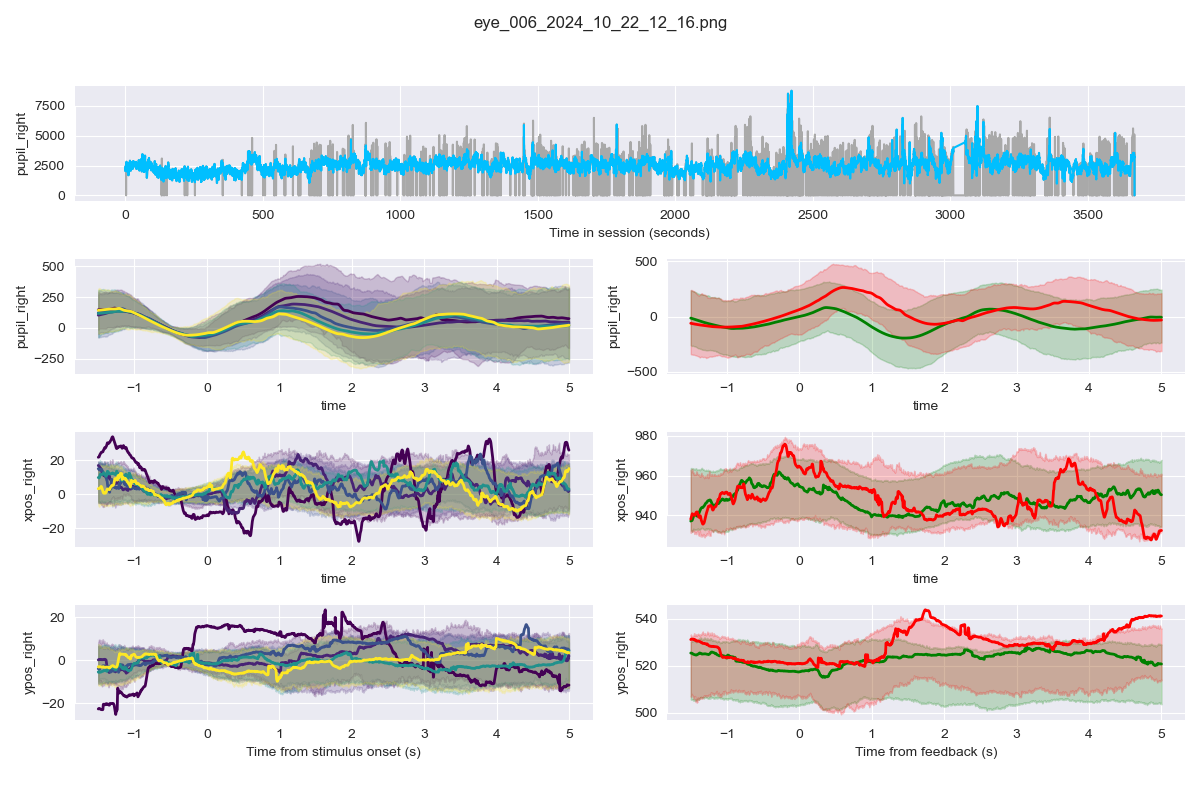 eye_006_2024_10_22_12_16.png
pupil_right
7500
5000
2500
0
0 500 1000 1500 2000 2500 3000 3500
Time in session (seconds)
pupil_right
500
250
0
−250
−1 0 1 2 3 4 5
time
pupil_right
500
0
−500
−1 0 1 2 3 4 5
time
xpos_right
20
0
−20
−1 0 1 2 3 4 5
time
xpos_right
980
960
940
−1 0 1 2 3 4 5
time
ypos_right
20
0
−20
−1 0 1 2 3 4 5
Time from stimulus onset (s)
ypos_right
540
520
500
−1 0 1 2 3 4 5
Time from feedback (s)